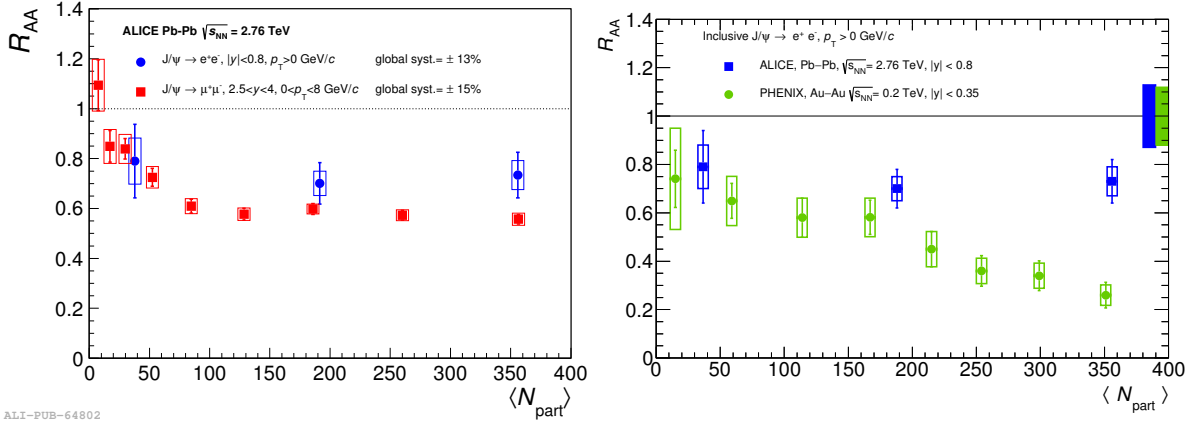 R_AA
1.4
1.2
1
0.8
0.6
0.4
0.2
0
ALICE Pb-Pb √s_NN = 2.76 TeV
J/ψ → e⁺e⁻, |y|<0.8, p_T>0 GeV/c global syst.= ± 13%
J/ψ → μ⁺μ⁻, 2.5<y<4, 0<p_T<8 GeV/c global syst.= ± 15%
0 50 100 150 200 250 300 350 400
⟨N_part⟩
ALI-PUB-64802
R_AA
1.4
1.2
1
0.8
0.6
0.4
0.2
0
Inclusive J/ψ → e⁺ e⁻, p_T > 0 GeV/c
ALICE, Pb–Pb, √s_NN = 2.76 TeV, |y| < 0.8
PHENIX, Au-Au √s_NN = 0.2 TeV, |y| < 0.35
0 50 100 150 200 250 300 350 400
⟨ N_part ⟩